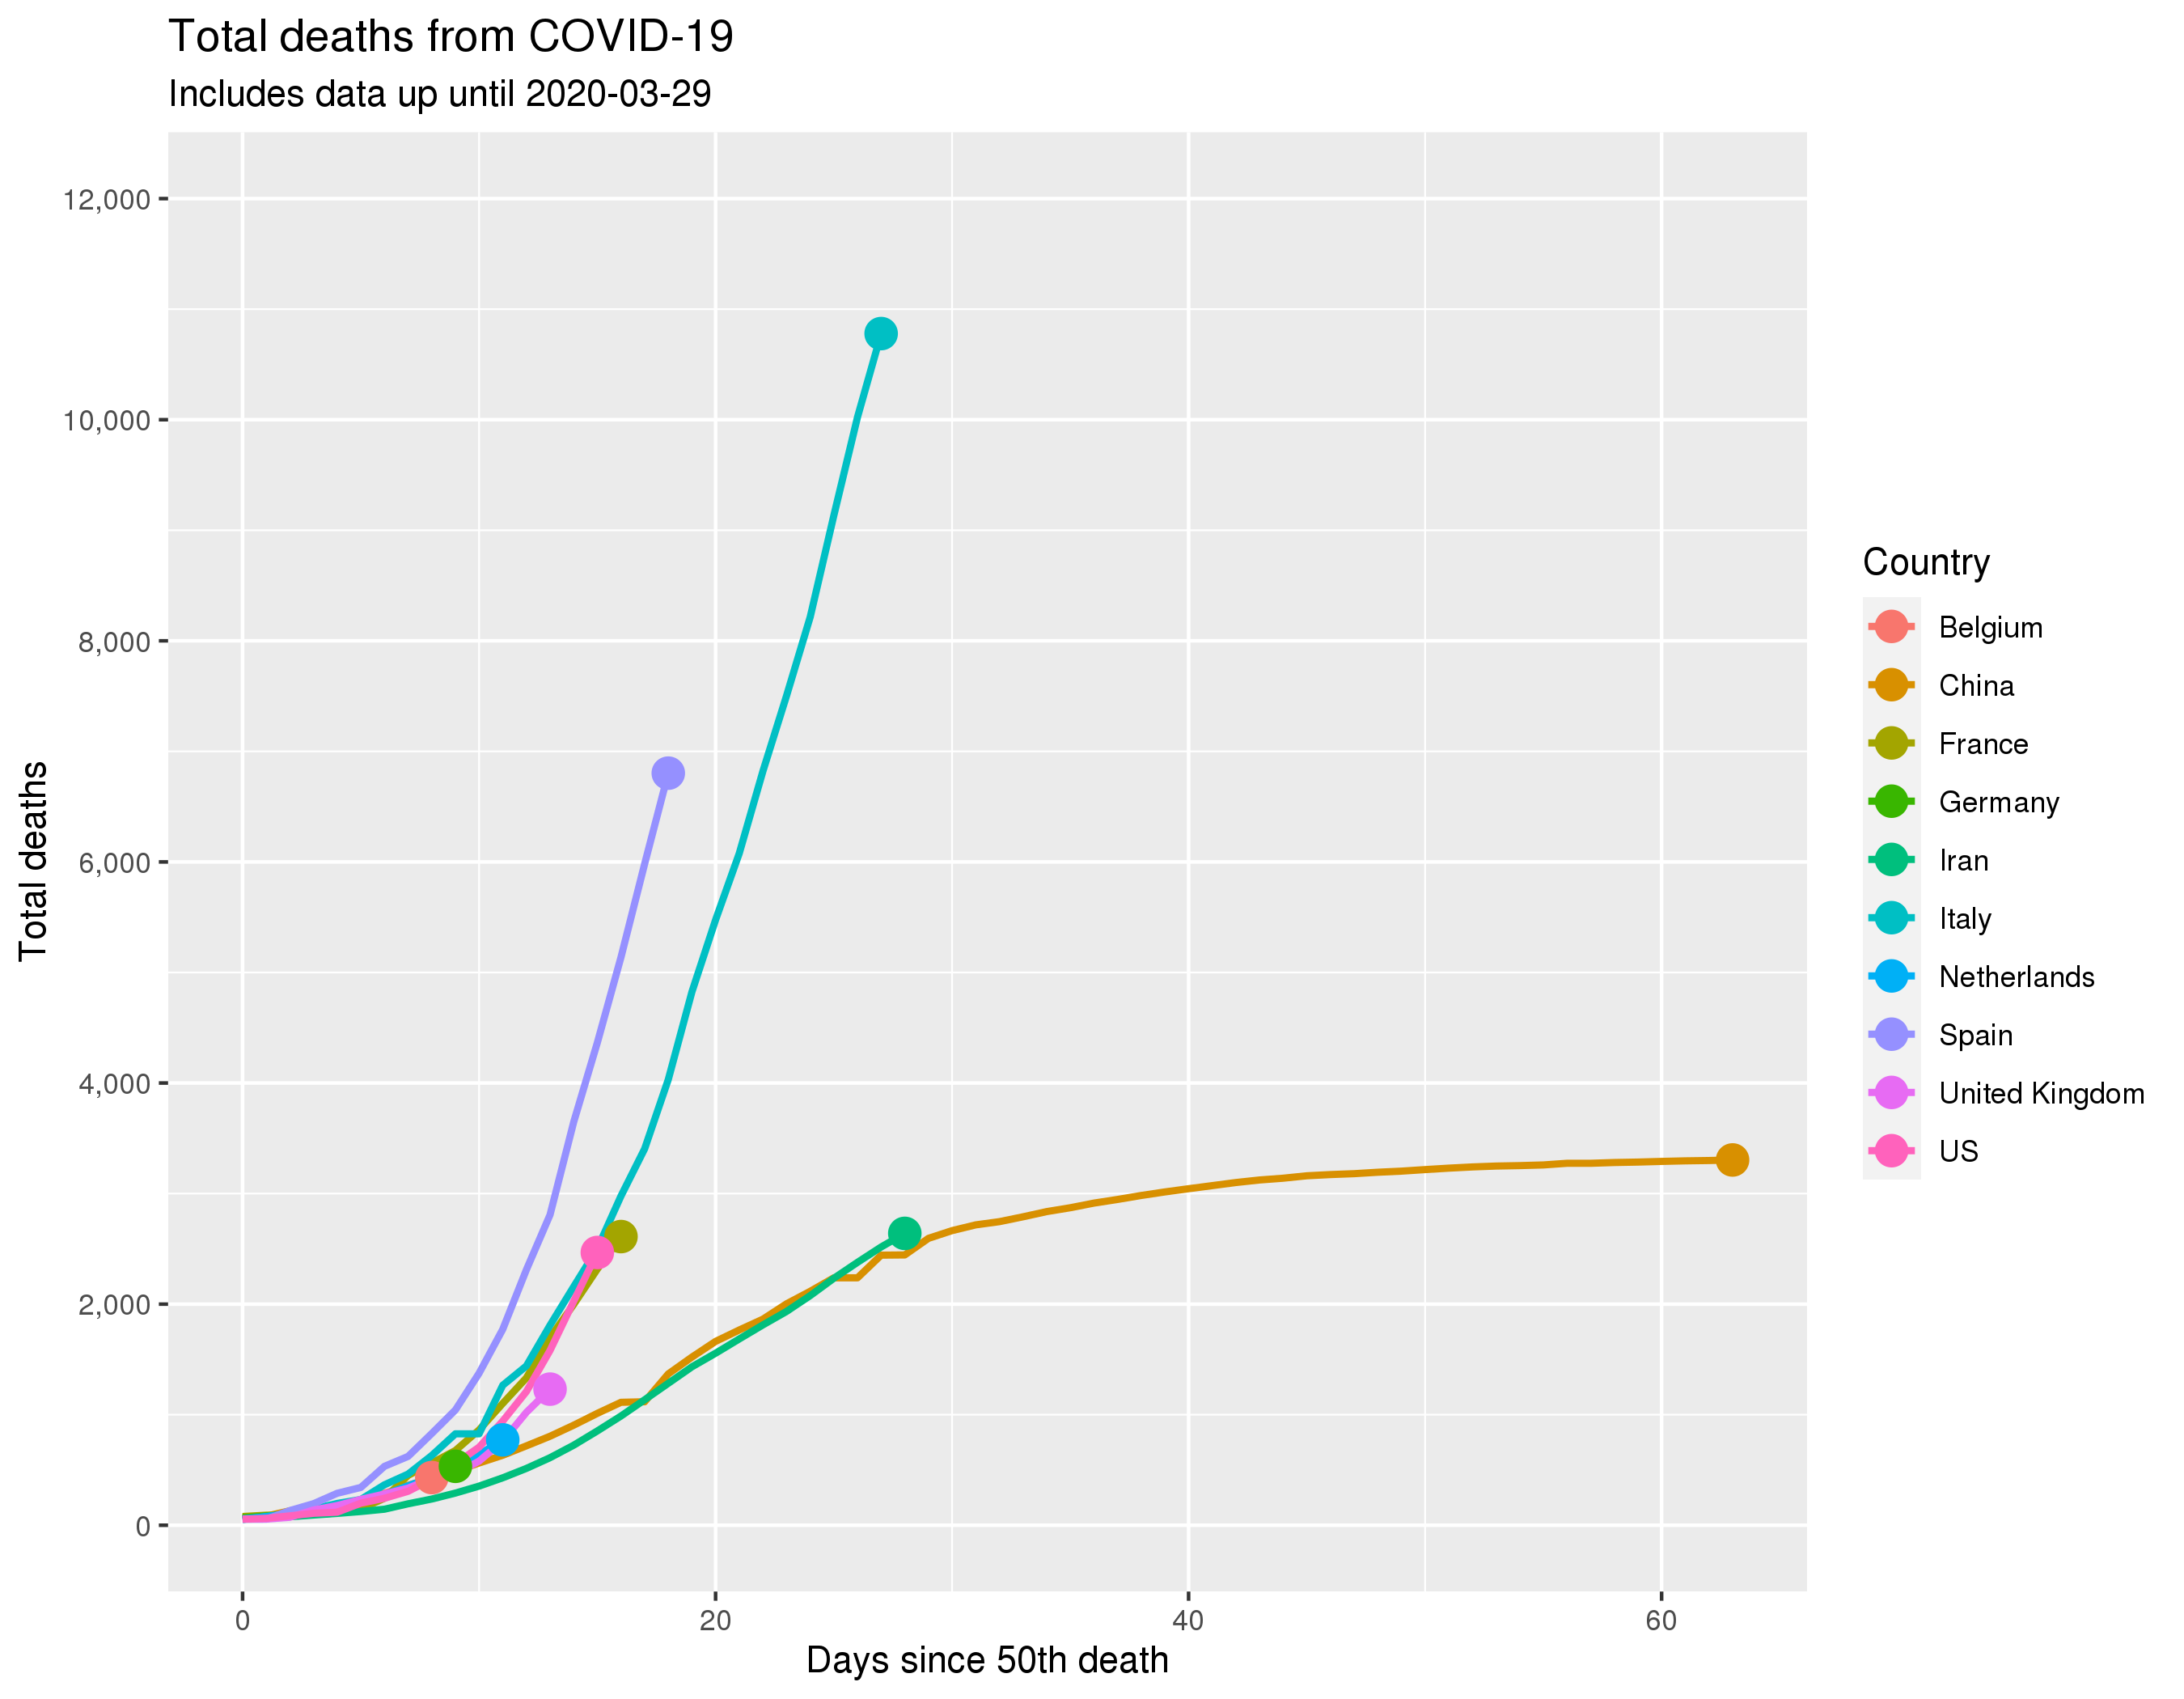 Total deaths from COVID-19
Includes data up until 2020-03-29
Total deaths
12,000
10,000
8,000
6,000
4,000
2,000
0
0 20 40 60
Days since 50th death
Country
Belgium
China
France
Germany
Iran
Italy
Netherlands
Spain
United Kingdom
US